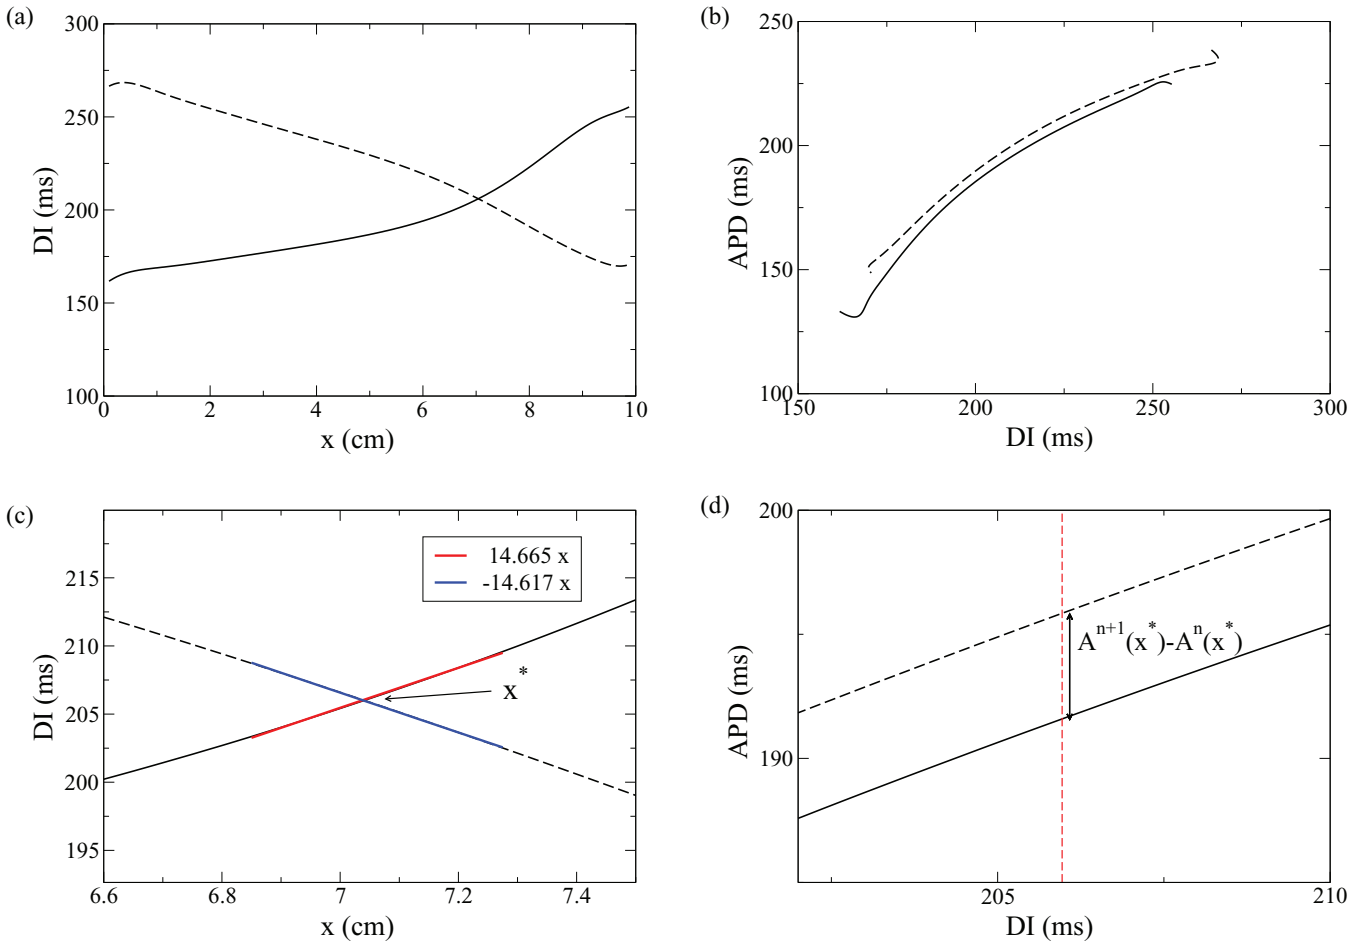 (a)
300
250
200
150
100
DI (ms)
0 2 4 6 8 10
x (cm)
(b)
250
200
150
100
APD (ms)
150 200 250 300
DI (ms)
(c)
215
210
205
200
195
DI (ms)
14.665 x
-14.617 x
x*
6.6 6.8 7 7.2 7.4
x (cm)
(d)
200
190
APD (ms)
A^{n+1}(x^*)-A^n(x^*)
205 210
DI (ms)